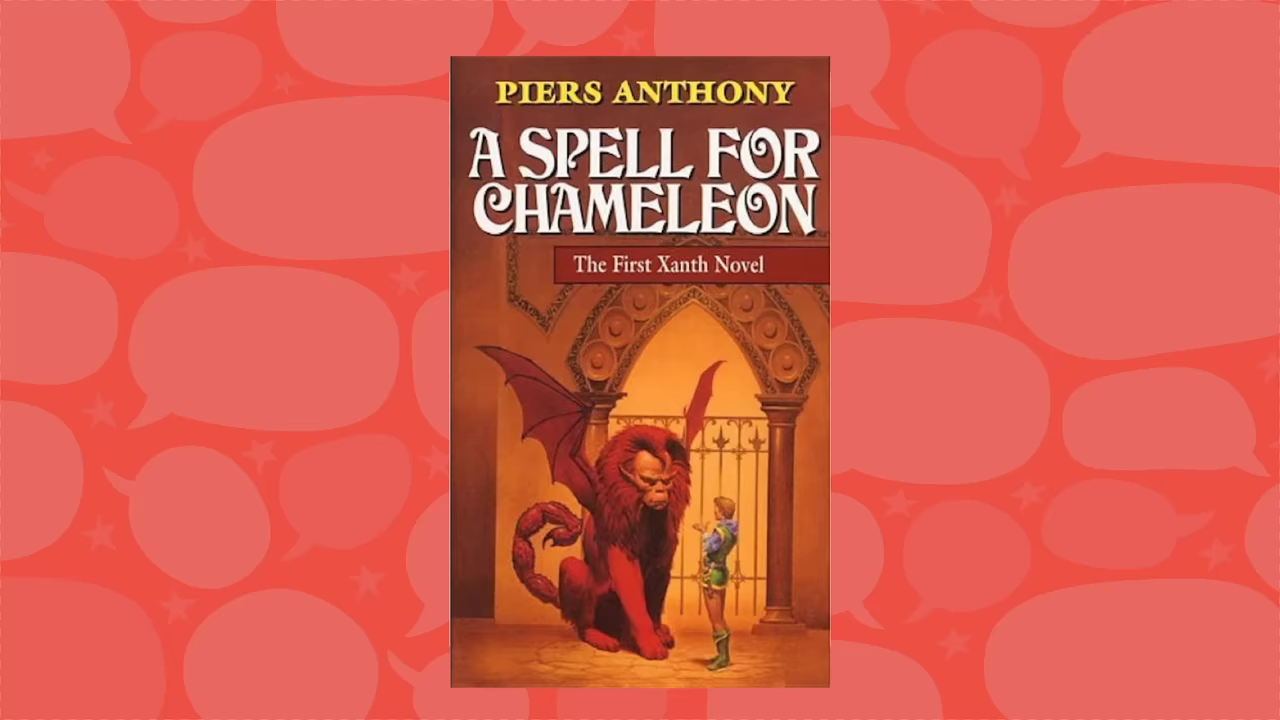 PIERS ANTHONY
A SPELL FOR
CHAMELEON
The First Xanth Novel